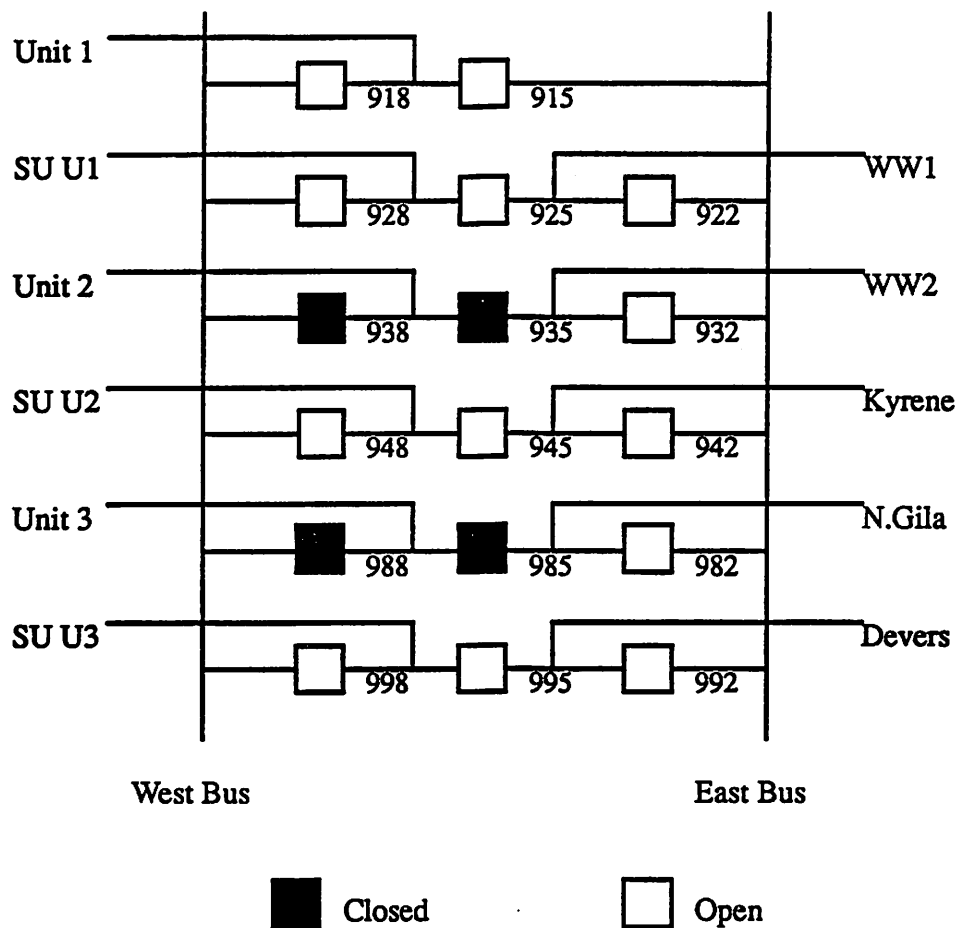 Unit 1
918 915
SU U1 WW1
928 925 922
Unit 2 WW2
938 935 932
SU U2 Kyrene
948 945 942
Unit 3 N.Gila
988 985 982
SU U3 Devers
998 995 992
West Bus East Bus
Closed Open